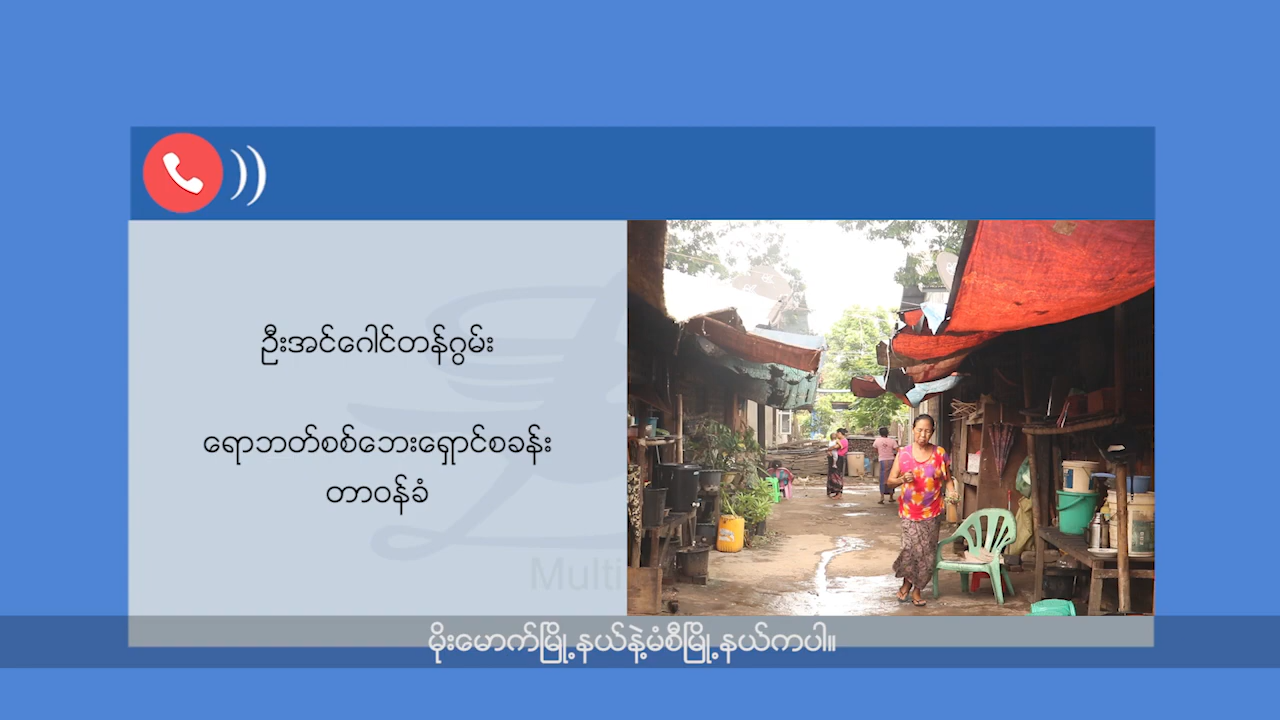 ဦးအင်ဂေါင်တန်ဂွမ်း
ရောဘတ်စစ်ဘေးရှောင်စခန်း
တာဝန်ခံ
Multi
မိုးမောက်မြို့နယ်နဲ့မံစီမြို့နယ်ကပါ။